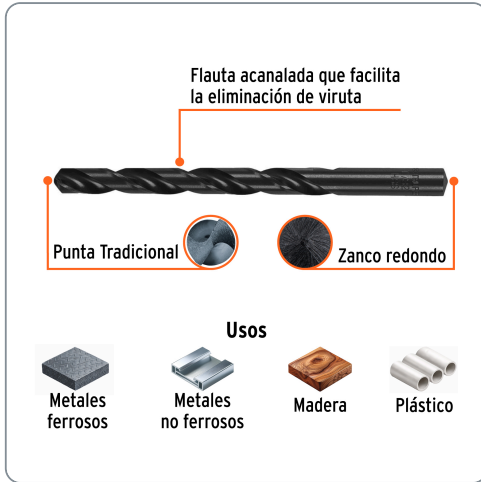 Flauta acanalada que facilita
la eliminación de viruta
Punta Tradicional
Zanco redondo
Usos
Metales
ferrosos
Metales
no ferrosos
Madera
Plástico